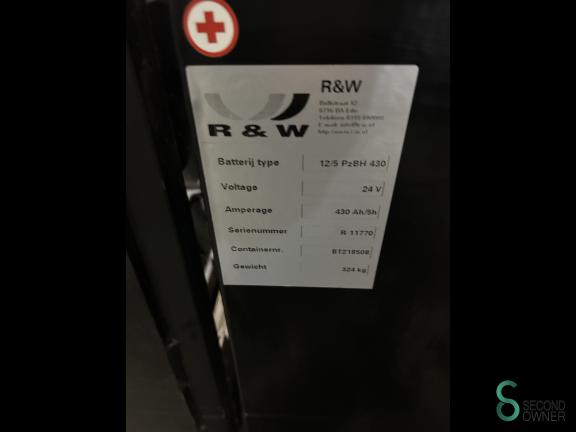 R&W
R & W
Batterij type 12/5 PzBH 430
Voltage 24 V
Amperage 430 Ah/5h
Serienummer R 11770
Containernr. BT218508
Gewicht 324 kg
SECOND
OWNER